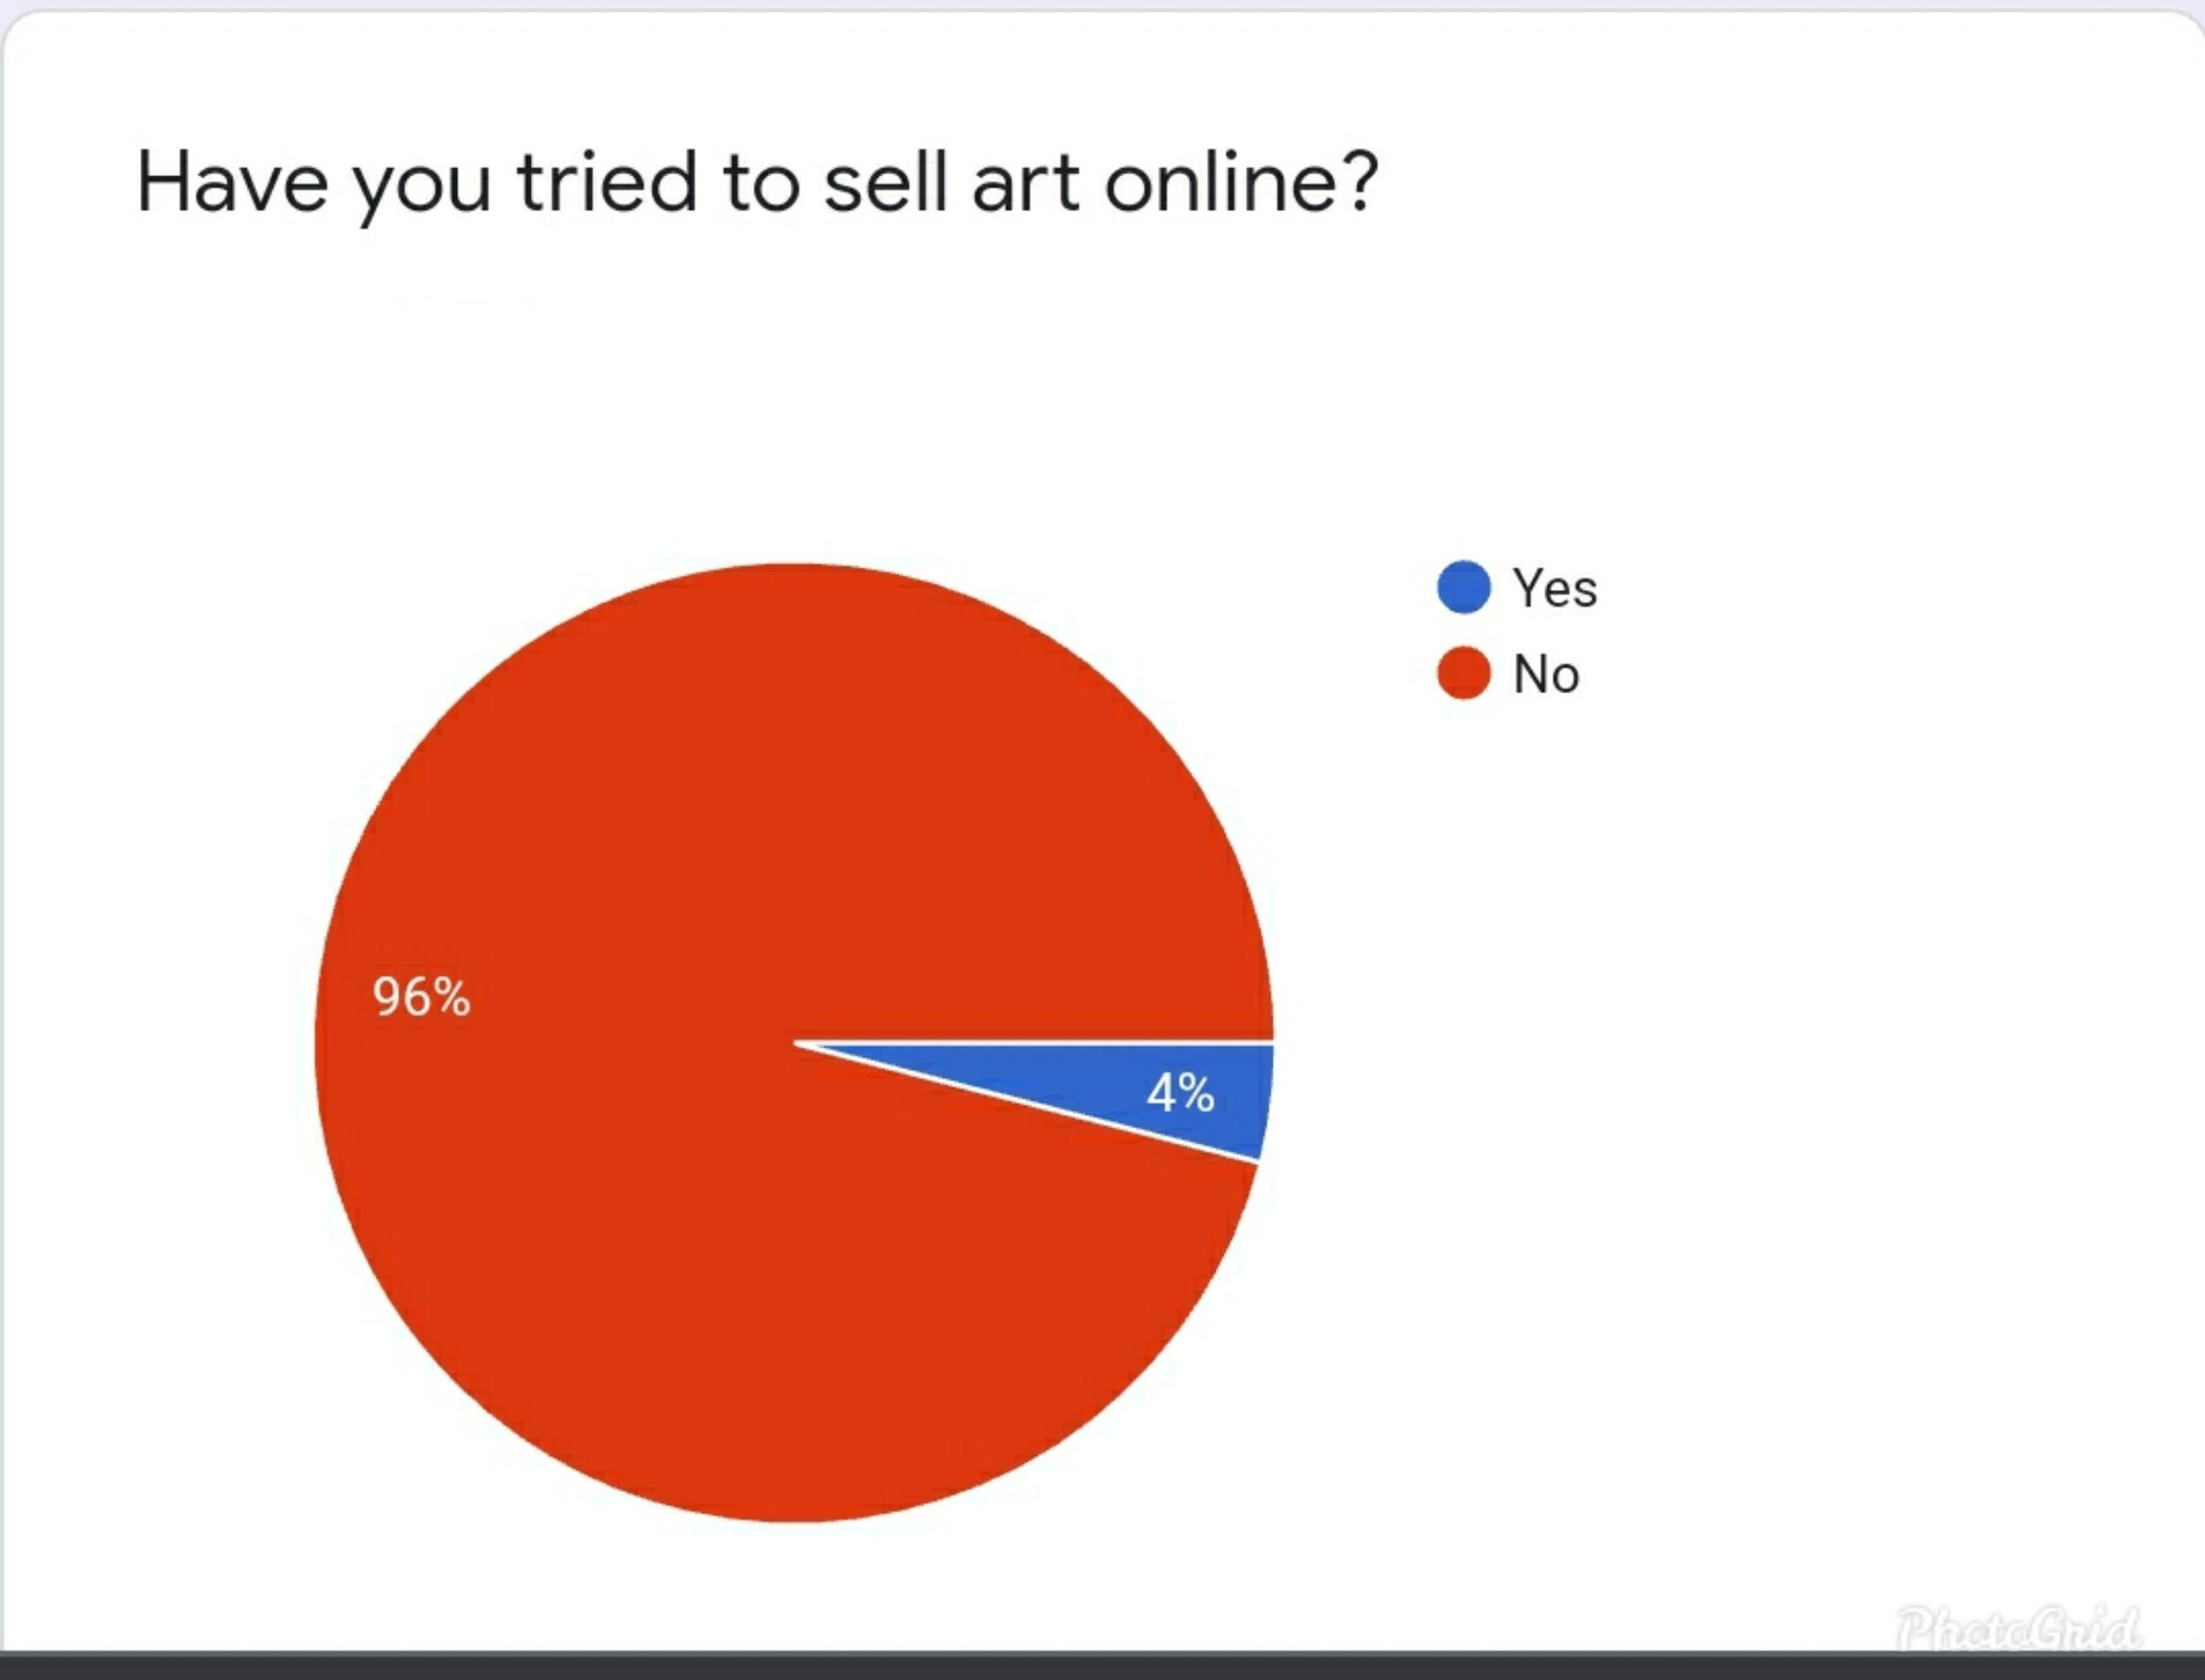 Have you tried to sell art online?
Yes
No
96%
4%
PhotoGrid